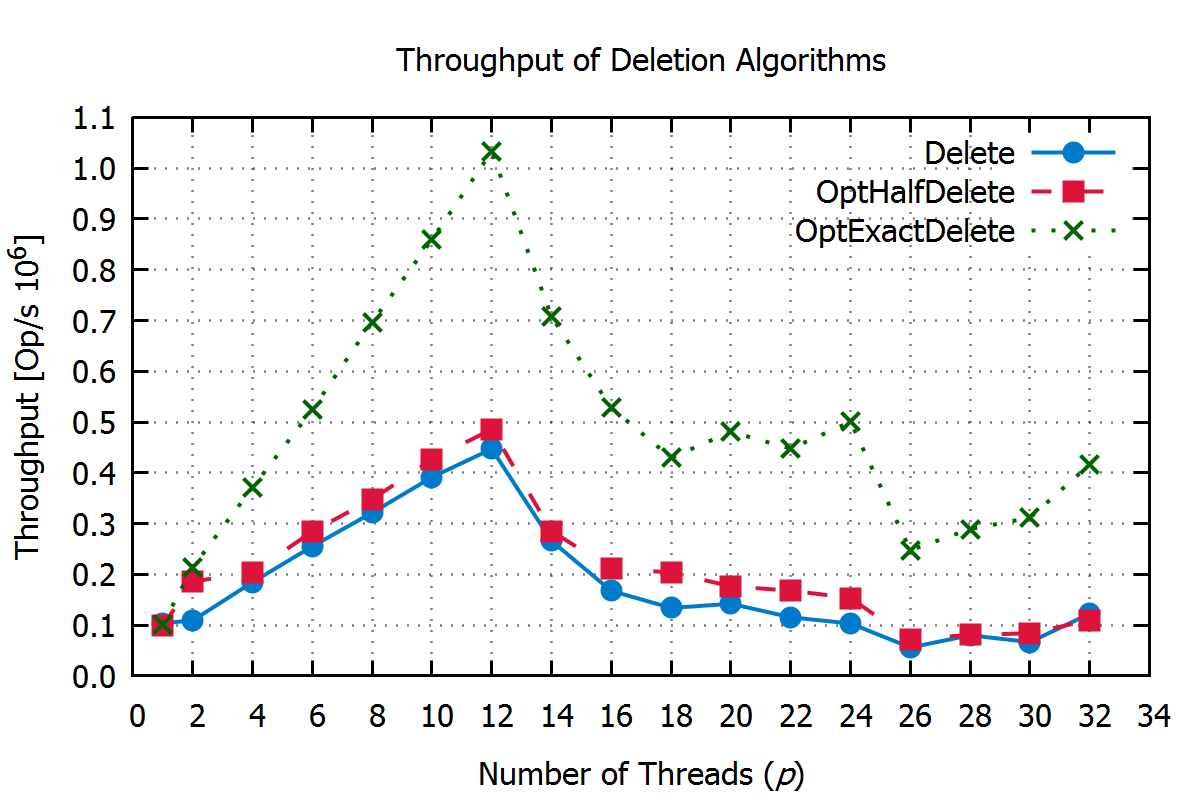 Throughput of Deletion Algorithms
1.1
1.0
0.9
0.8
0.7
0.6
0.5
0.4
0.3
0.2
0.1
0.0
Throughput [Op/s 10⁶]
Delete
OptHalfDelete
OptExactDelete
0 2 4 6 8 10 12 14 16 18 20 22 24 26 28 30 32 34
Number of Threads (p)